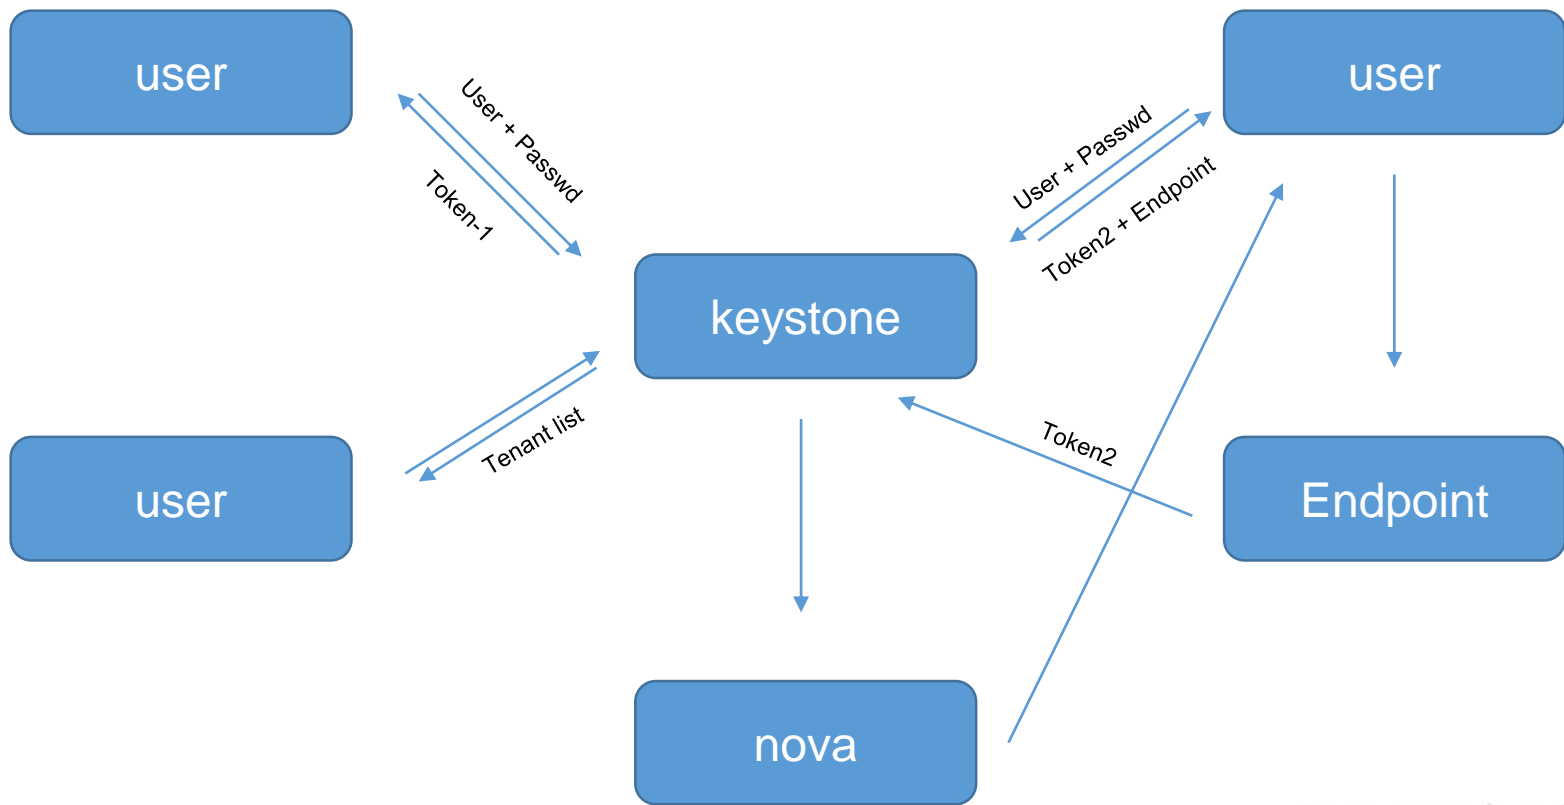 user
user
User + Passwd
Token-1
User + Passwd
Token2 + Endpoint
keystone
Tenant list
Token2
user
Endpoint
nova